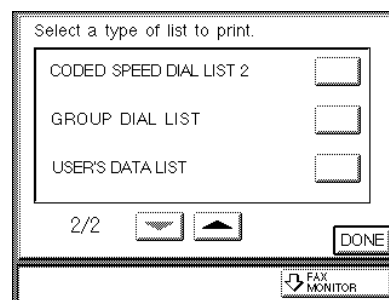 Select a type of list to print.
CODED SPEED DIAL LIST 2
GROUP DIAL LIST
USER'S DATA LIST
2/2
DONE
FAX
MONITOR